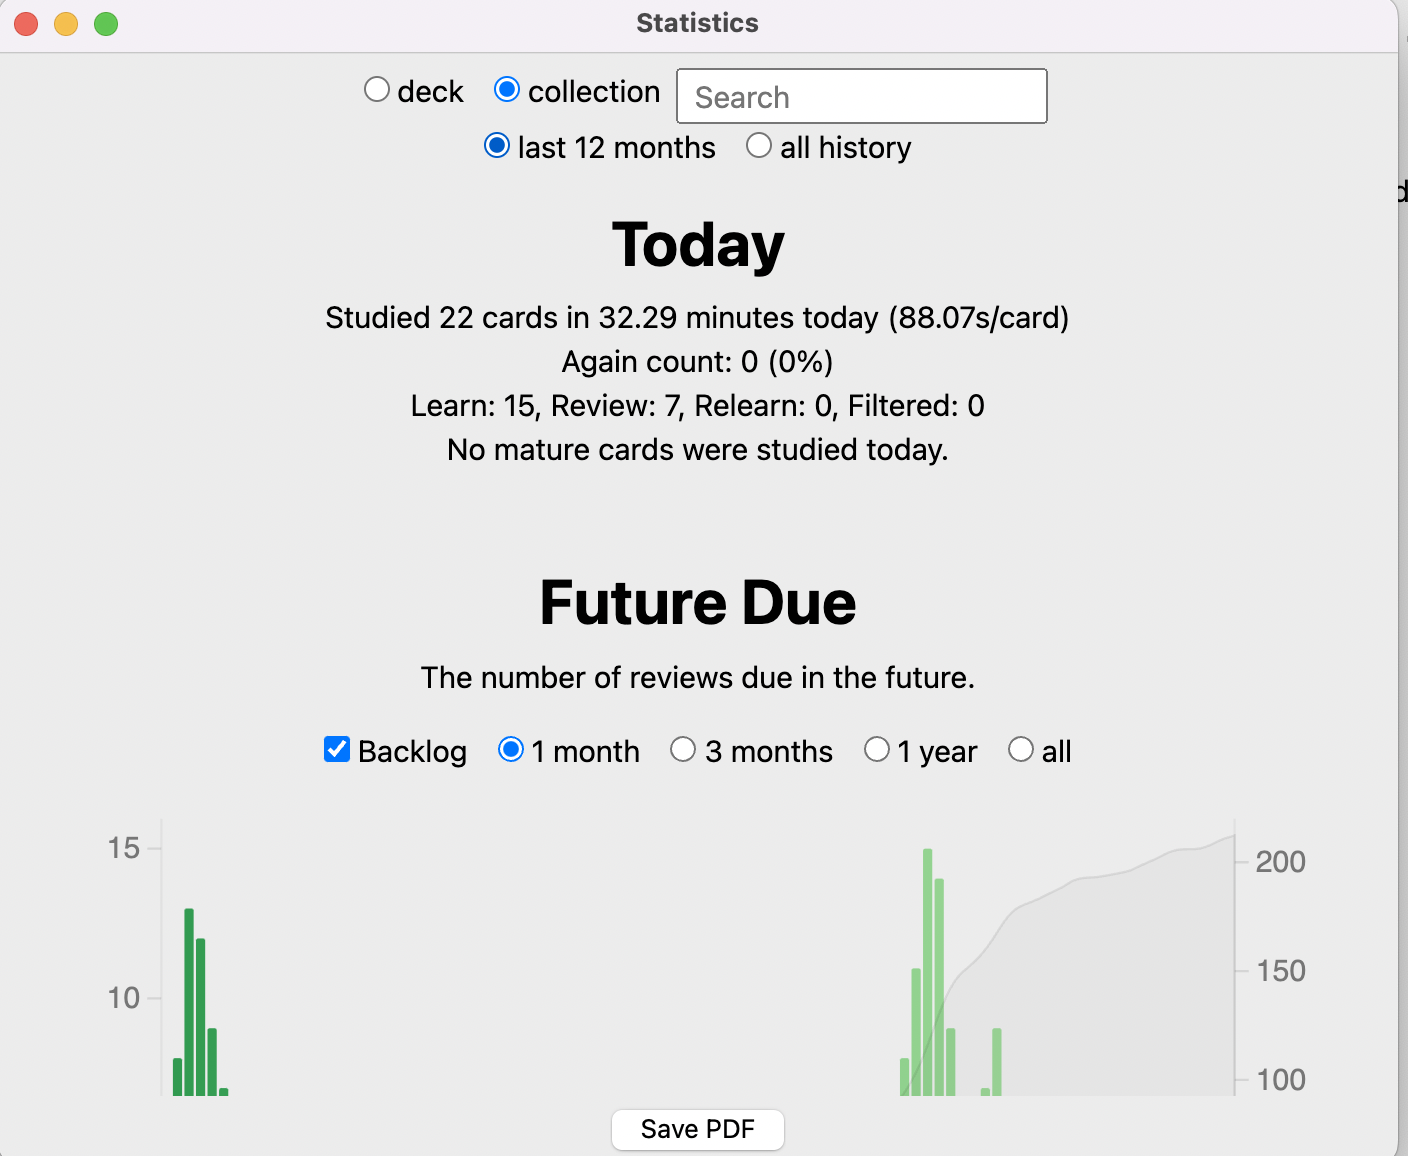 Statistics
deck collection Search
last 12 months all history
d
Today
Studied 22 cards in 32.29 minutes today (88.07s/card)
Again count: 0 (0%)
Learn: 15, Review: 7, Relearn: 0, Filtered: 0
No mature cards were studied today.
Future Due
The number of reviews due in the future.
Backlog 1 month 3 months 1 year all
15 200
150
10
100
Save PDF